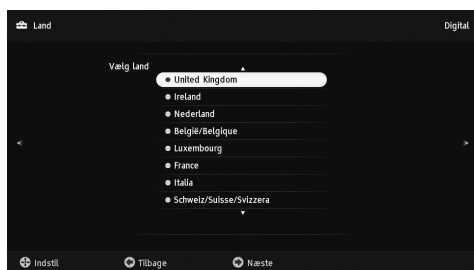 Land
Digital
Vælg land
United Kingdom
Ireland
Nederland
België/Belgique
Luxembourg
France
Italia
Schweiz/Suisse/Svizzera
Indstil
Tilbage
Næste